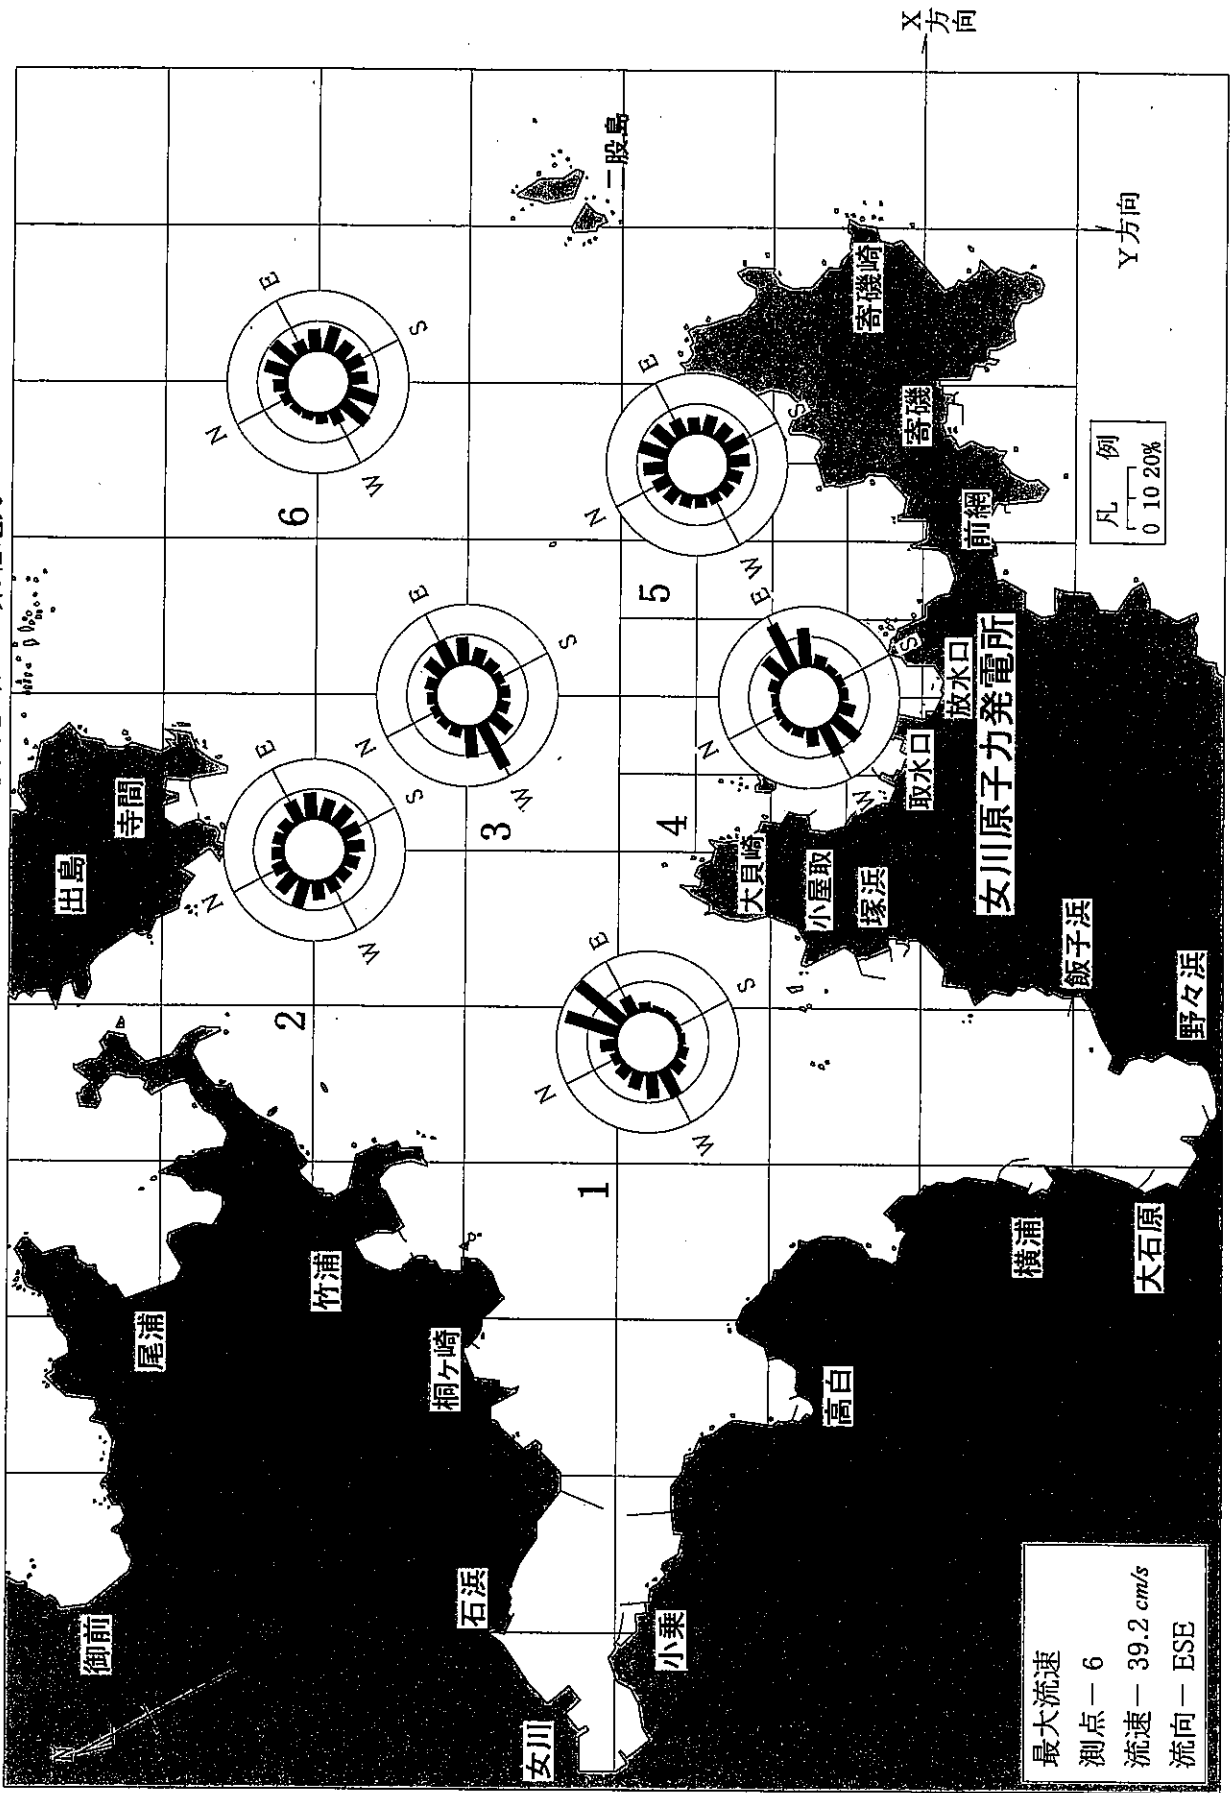 出島
寺間
御前
尾浦
竹浦
桐ケ崎
石浜
女川
小乗
高白
横浦
大石原
野々浜
飯子浜
塚浜
小屋取
大貝崎
取水口
放水口
女川原子力発電所
前網
寄磯
寄磯崎
二股島
1
N
E
S
W
2
N
E
S
W
3
N
E
S
W
4
N
E
S
W
5
N
E
S
W
6
N
E
S
W
X方向
Y方向
凡 例
0 10 20%
最大流速
測点－6
流速－39.2 cm/s
流向－ESE